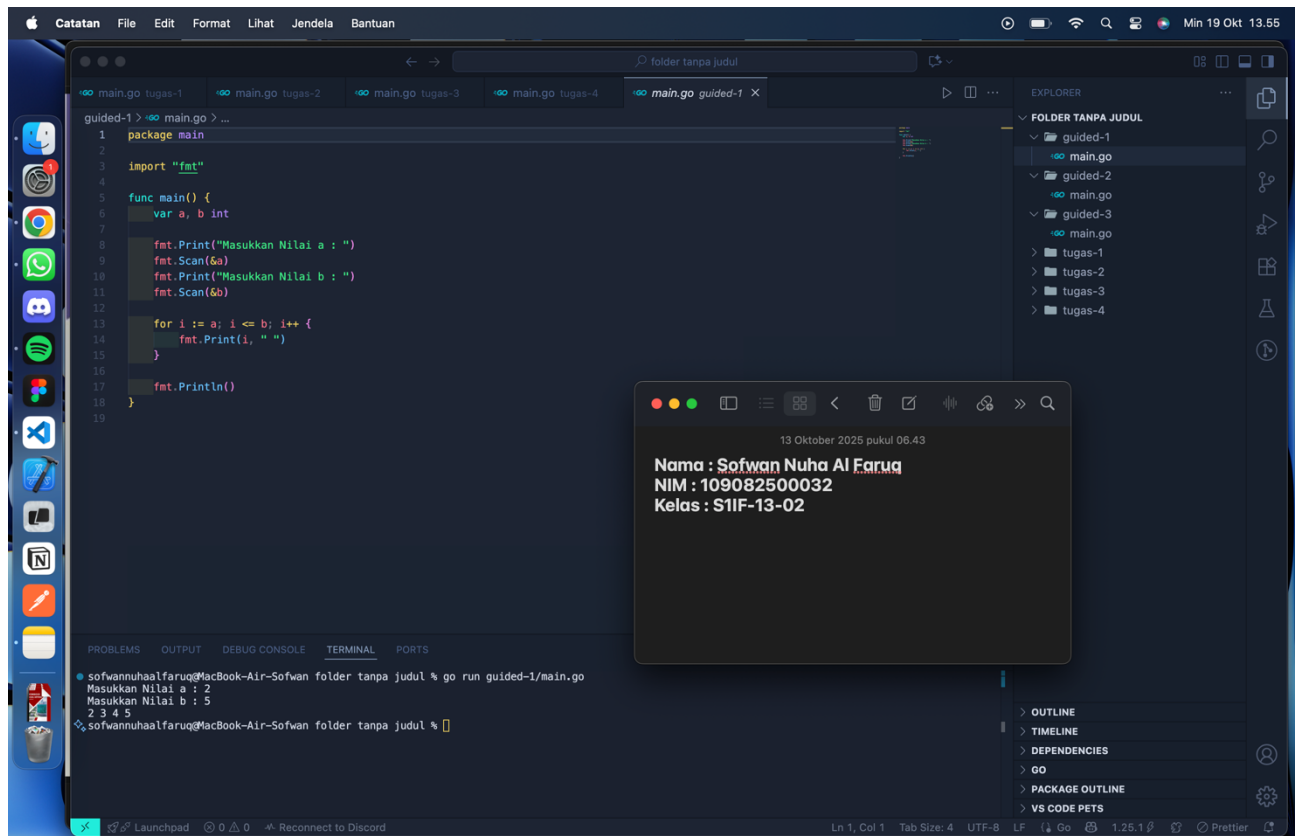 Catatan File Edit Format Lihat Jendela Bantuan Min 19 Okt 13.55
folder tanpa judul
main.go tugas-1 main.go tugas-2 main.go tugas-3 main.go tugas-4 main.go guided-1
guided-1 > main.go > ...
1 package main
2
3 import "fmt"
4
5 func main() {
6 var a, b int
7
8 fmt.Print("Masukkan Nilai a : ")
9 fmt.Scan(&a)
10 fmt.Print("Masukkan Nilai b : ")
11 fmt.Scan(&b)
12
13 for i := a; i <= b; i++ {
14 fmt.Print(i, " ")
15 }
16
17 fmt.Println()
18 }
19
EXPLORER
FOLDER TANPA JUDUL
guided-1
main.go
guided-2
main.go
guided-3
main.go
tugas-1
tugas-2
tugas-3
tugas-4
13 Oktober 2025 pukul 06.43
Nama : Sofwan Nuha Al Faruq
NIM : 109082500032
Kelas : S1IF-13-02
PROBLEMS OUTPUT DEBUG CONSOLE TERMINAL PORTS
sofwannuhaalfaruq@MacBook-Air-Sofwan folder tanpa judul % go run guided-1/main.go
Masukkan Nilai a : 2
Masukkan Nilai b : 5
2 3 4 5
sofwannuhaalfaruq@MacBook-Air-Sofwan folder tanpa judul %
OUTLINE
TIMELINE
DEPENDENCIES
GO
PACKAGE OUTLINE
VS CODE PETS
Launchpad 0 0 Reconnect to Discord Ln 1, Col 1 Tab Size: 4 UTF-8 LF Go 1.25.1 Prettier